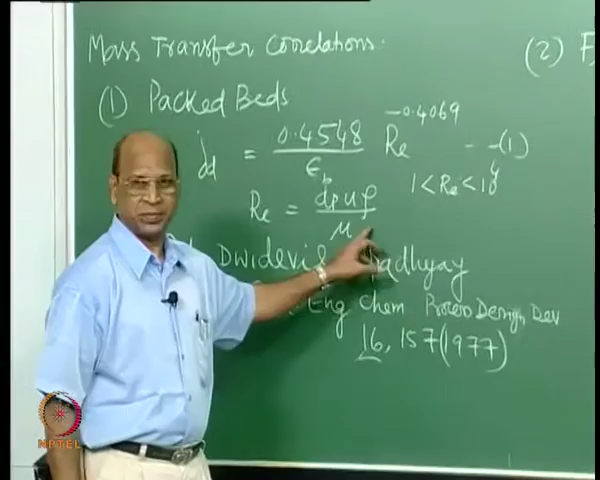 Mass Transfer Correlations.
(2) F
(1) Packed Beds
jd = 0.4548 / ϵb Re^-0.4069 - -(1)
1 < Re < 10^4
Re = dp u ρ / μ
Dwidevi & Upadhyay
Eng Chem Process Design, Dev
16, 157 (1977)
NPTEL